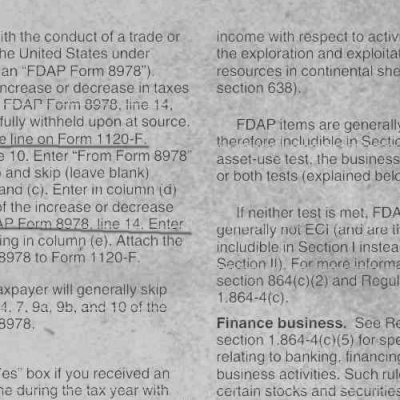 ith the conduct of a trade or
he United States under
an “FDAP Form 8978”).
ncrease or decrease in taxes
FDAP Form 8978, line 14,
fully withheld upon at source.
e line on Form 1120-F.
e 10. Enter “From Form 8978”
and skip (leave blank)
and (c). Enter in column (d)
of the increase or decrease
AP Form 8978, line 14. Enter
ing in column (e). Attach the
8978 to Form 1120-F.
axpayer will generally skip
4, 7, 9a, 9b, and 10 of the
8978.
Yes” box if you received an
ne during the tax year with
income with respect to activ
the exploration and exploitat
resources in continental she
section 638).
FDAP items are generally
therefore includible in Sectio
asset-use test, the business
or both tests (explained belo
If neither test is met, FDA
generally not ECI (and are th
includible in Section I instea
Section II). For more informa
section 864(c)(2) and Regul
1.864-4(c).
Finance business. See Re
section 1.864-4(c)(5) for spe
relating to banking, financing
business activities. Such rul
certain stocks and securities